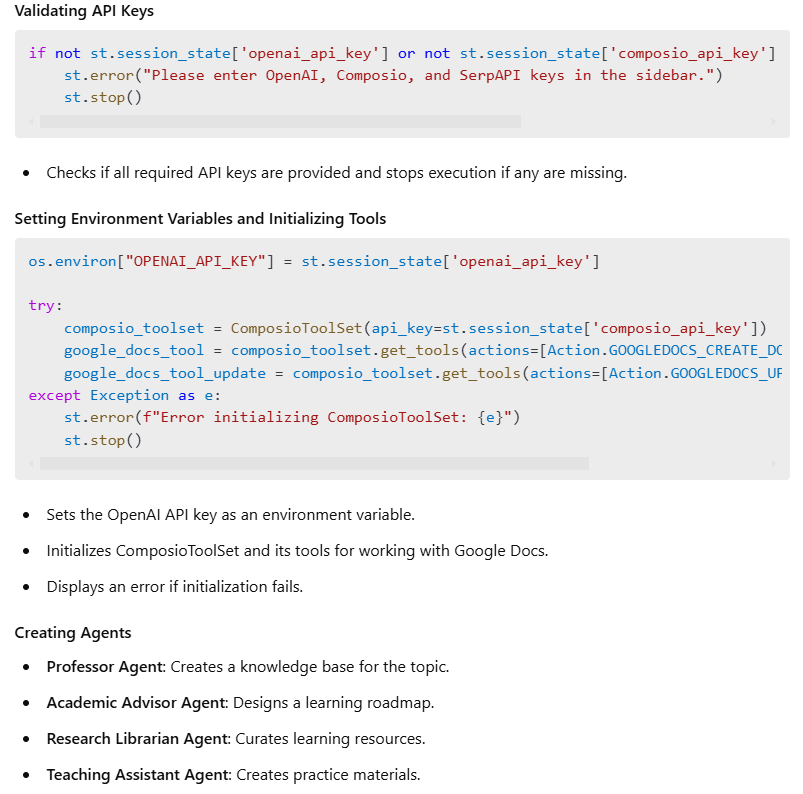 Validating API Keys
if not st.session_state['openai_api_key'] or not st.session_state['composio_api_key']
st.error("Please enter OpenAI, Composio, and SerpAPI keys in the sidebar.")
st.stop()
Checks if all required API keys are provided and stops execution if any are missing.
Setting Environment Variables and Initializing Tools
os.environ["OPENAI_API_KEY"] = st.session_state['openai_api_key']
try:
composio_toolset = ComposioToolSet(api_key=st.session_state['composio_api_key'])
google_docs_tool = composio_toolset.get_tools(actions=[Action.GOOGLEDOCS_CREATE_DO
google_docs_tool_update = composio_toolset.get_tools(actions=[Action.GOOGLEDOCS_UP
except Exception as e:
st.error(f"Error initializing ComposioToolSet: {e}")
st.stop()
Sets the OpenAI API key as an environment variable.
Initializes ComposioToolSet and its tools for working with Google Docs.
Displays an error if initialization fails.
Creating Agents
Professor Agent: Creates a knowledge base for the topic.
Academic Advisor Agent: Designs a learning roadmap.
Research Librarian Agent: Curates learning resources.
Teaching Assistant Agent: Creates practice materials.